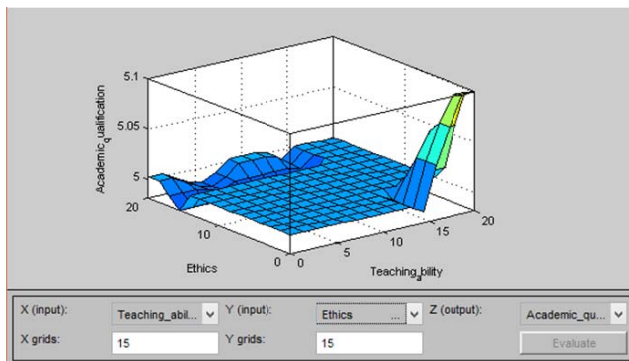 5.1
5.05
5
20
10
0
0
5
10
15
20
Academic_qualification
Ethics
Teaching_ability
X (input): Teaching_abil... Y (input): Ethics ... Z (output): Academic_qu...
X grids: 15 Y grids: 15 Evaluate